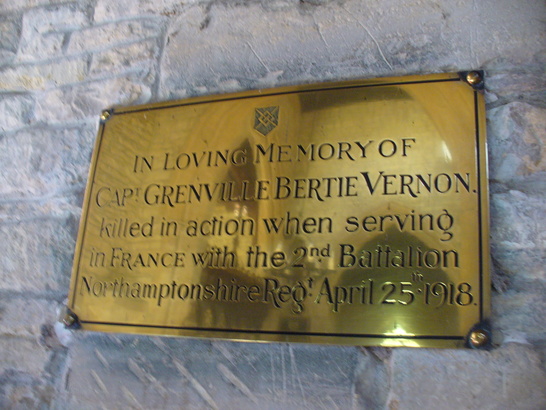 IN LOVING MEMORY OF
CAPT. GRENVILLE BERTIE VERNON.
killed in action when serving
in FRANCE with the 2nd Battalion
Northamptonshire Regt. April 25th 1918.